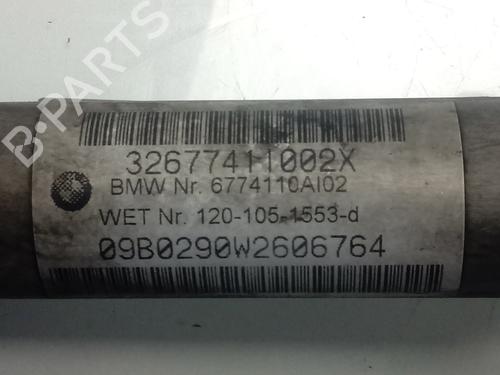 B-PARTS
32677411002X
BMW Nr. 6774110AI02
WET Nr. 120-105-1553-d
09B0290W2606764